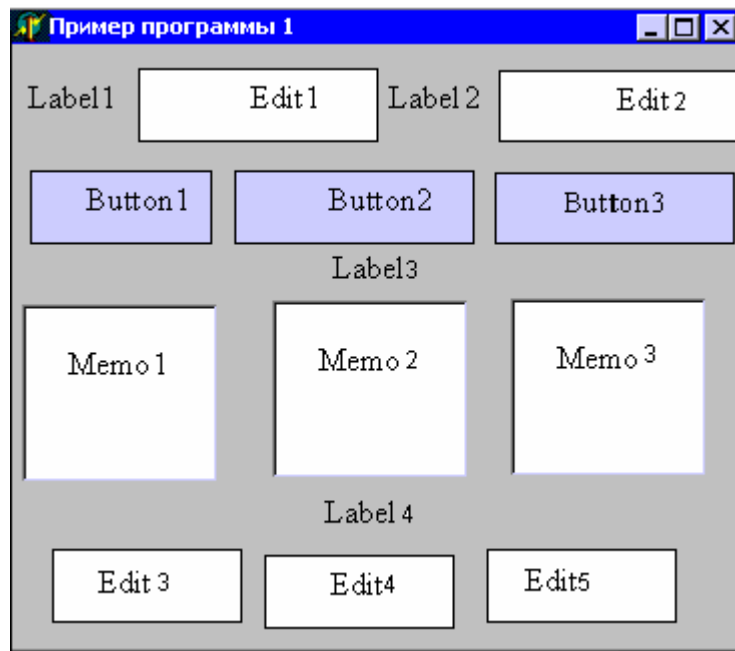 Пример программы 1
Label1 Edit1 Label2 Edit2
Button1 Button2 Button3
Label3
Memo1 Memo2 Memo3
Label4
Edit3 Edit4 Edit5